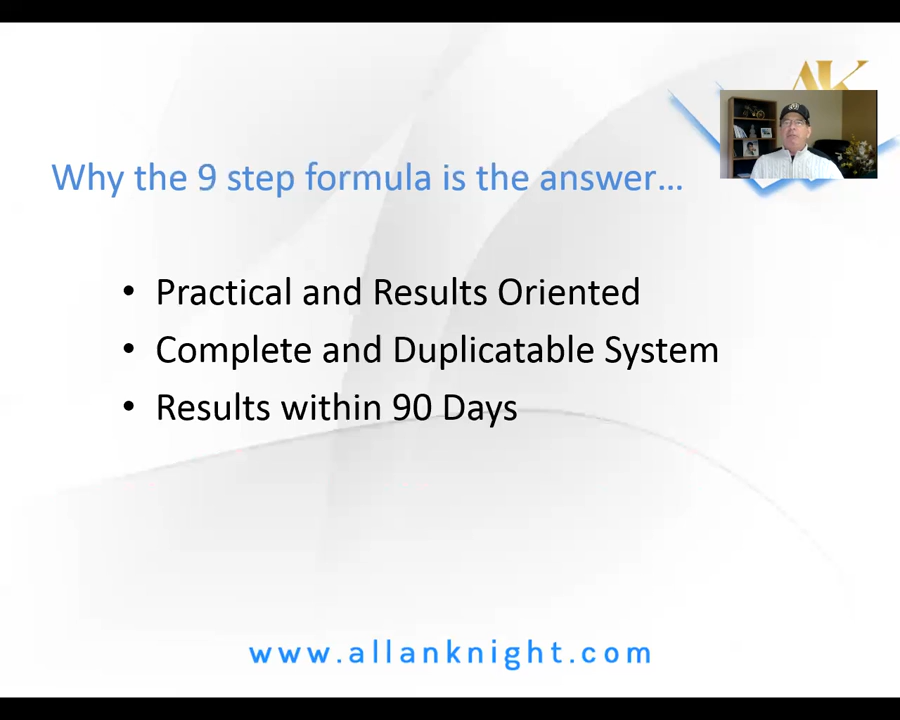 AK
Why the 9 step formula is the answer...
• Practical and Results Oriented
• Complete and Duplicatable System
• Results within 90 Days
www.allanknight.com